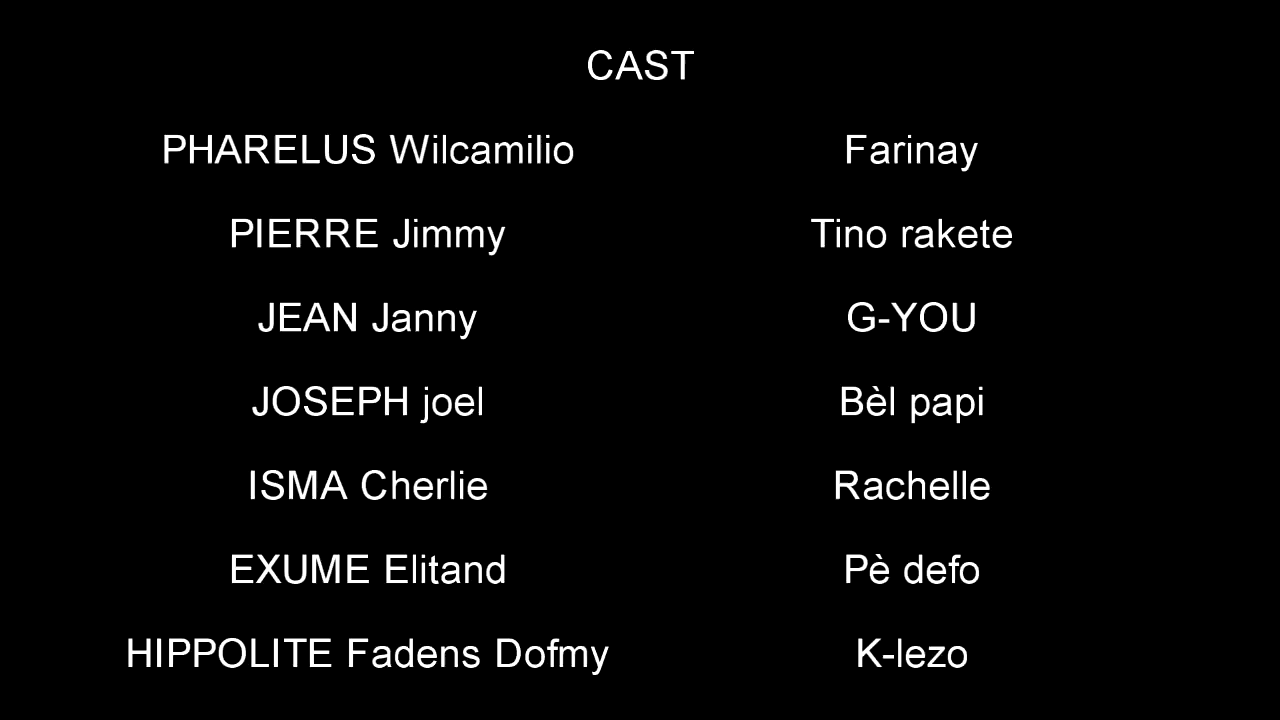 CAST
PHARELUS Wilcamilio Farinay
PIERRE Jimmy Tino rakete
JEAN Janny G-YOU
JOSEPH joel Bèl papi
ISMA Cherlie Rachelle
EXUME Elitand Pè defo
HIPPOLITE Fadens Dofmy K-lezo